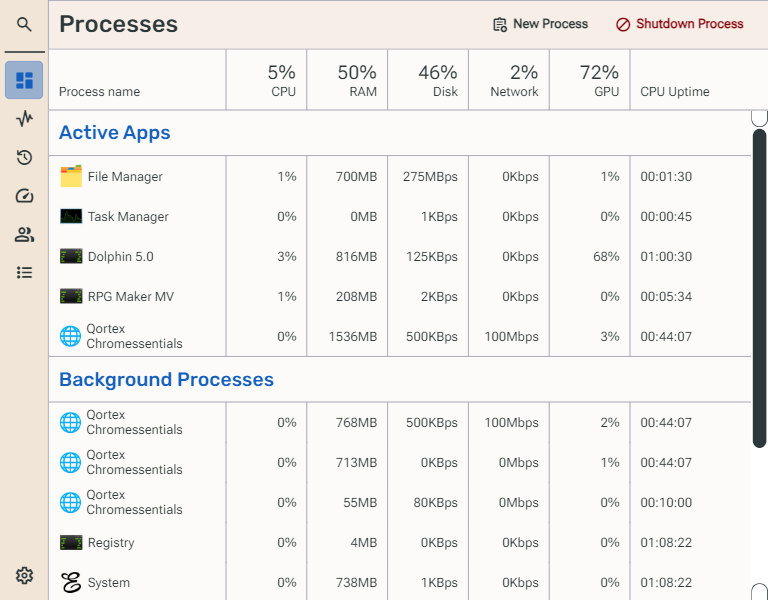 Processes
New Process
Shutdown Process
Process name
5%
CPU
50%
RAM
46%
Disk
2%
Network
72%
GPU
CPU Uptime
Active Apps
File Manager 1% 700MB 275MBps 0Kbps 1% 00:01:30
Task Manager 0% 0MB 1KBps 0Kbps 0% 00:00:45
Dolphin 5.0 3% 816MB 125KBps 0Kbps 68% 01:00:30
RPG Maker MV 1% 208MB 2KBps 0Kbps 0% 00:05:34
Qortex
Chromessentials 0% 1536MB 500KBps 100Mbps 3% 00:44:07
Background Processes
Qortex
Chromessentials 0% 768MB 500KBps 100Mbps 2% 00:44:07
Qortex
Chromessentials 0% 713MB 0KBps 0Mbps 1% 00:44:07
Qortex
Chromessentials 0% 55MB 80KBps 0Mbps 0% 00:10:00
Registry 0% 4MB 0KBps 0Kbps 0% 01:08:22
System 0% 738MB 1KBps 0Kbps 0% 01:08:22